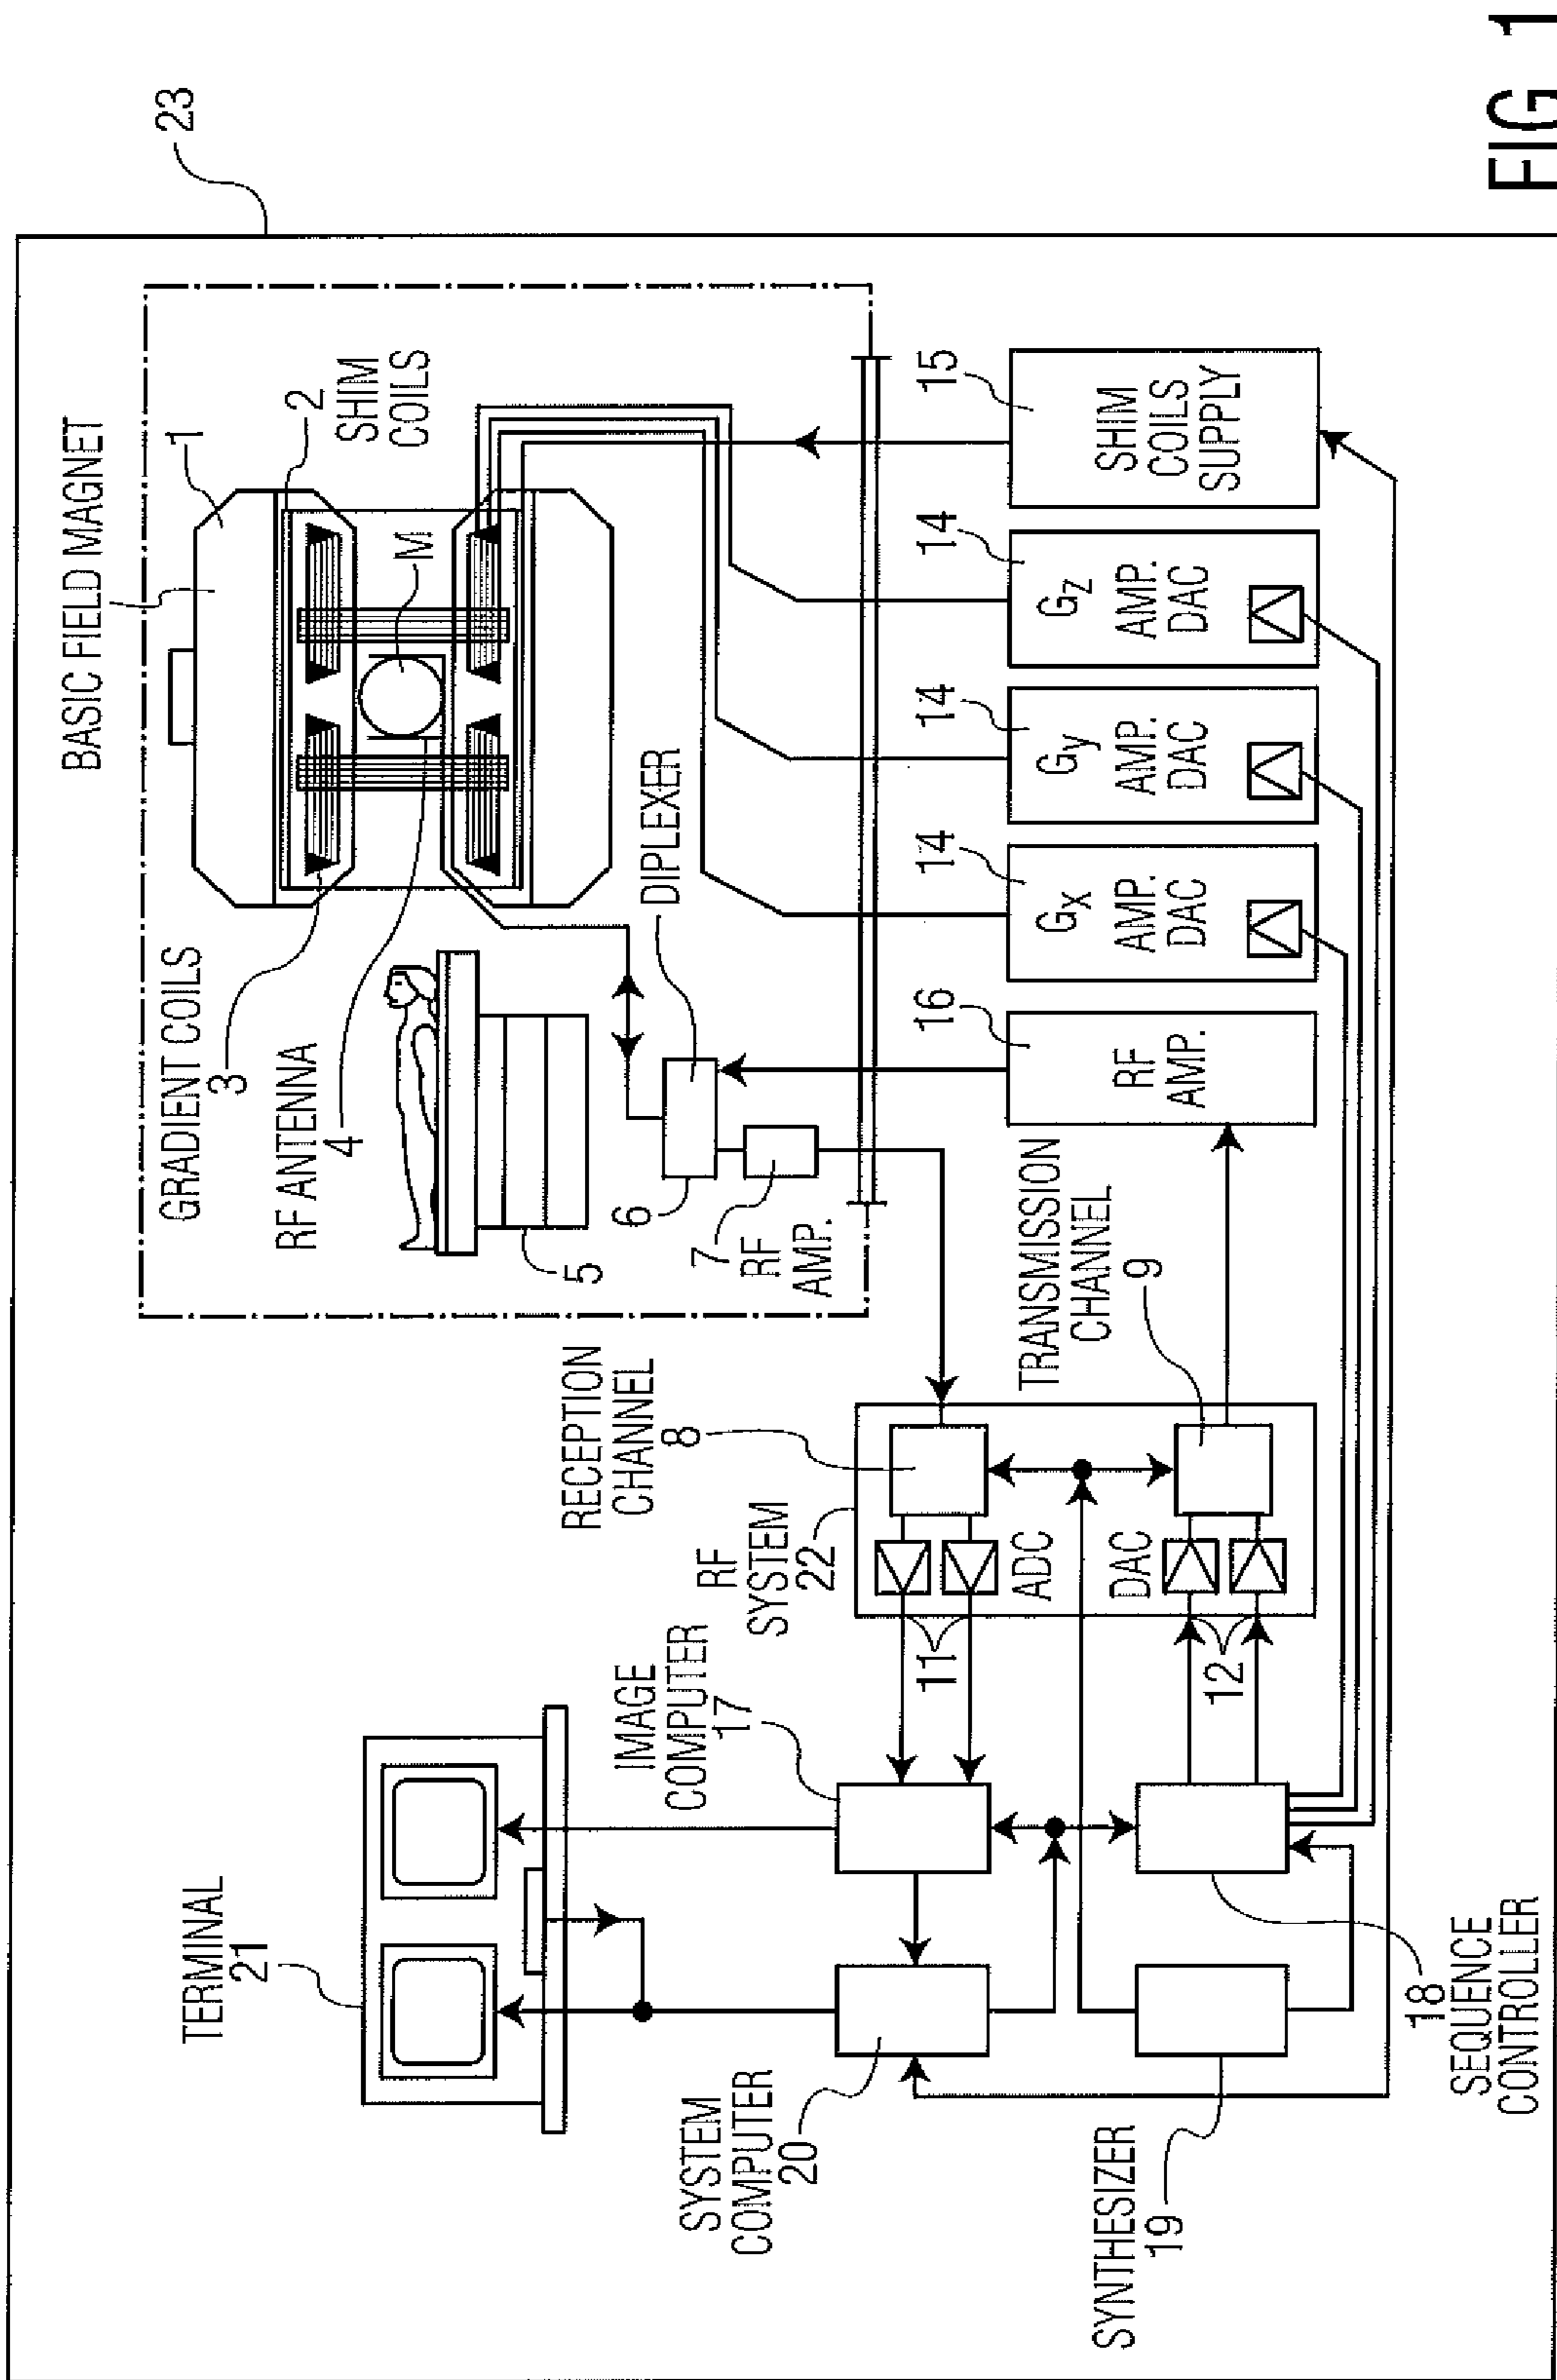 23
BASIC FIELD MAGNET
1
2
SHIM
COILS
M
GRADIENT COILS
3
RF ANTENNA
4
5
DIPLEXER
6
7
RF
AMP.
15
SHIM
COILS
SUPPLY
14
Gz
AMP.
DAC
14
Gy
AMP.
DAC
14
Gx
AMP.
DAC
16
RF
AMP.
TRANSMISSION
CHANNEL
9
RECEPTION
CHANNEL
8
RF
SYSTEM
22
ADC
DAC
11
12
IMAGE
COMPUTER
17
TERMINAL
21
SYSTEM
COMPUTER
20
SYNTHESIZER
19
18
SEQUENCE
CONTROLLER
FIG 1